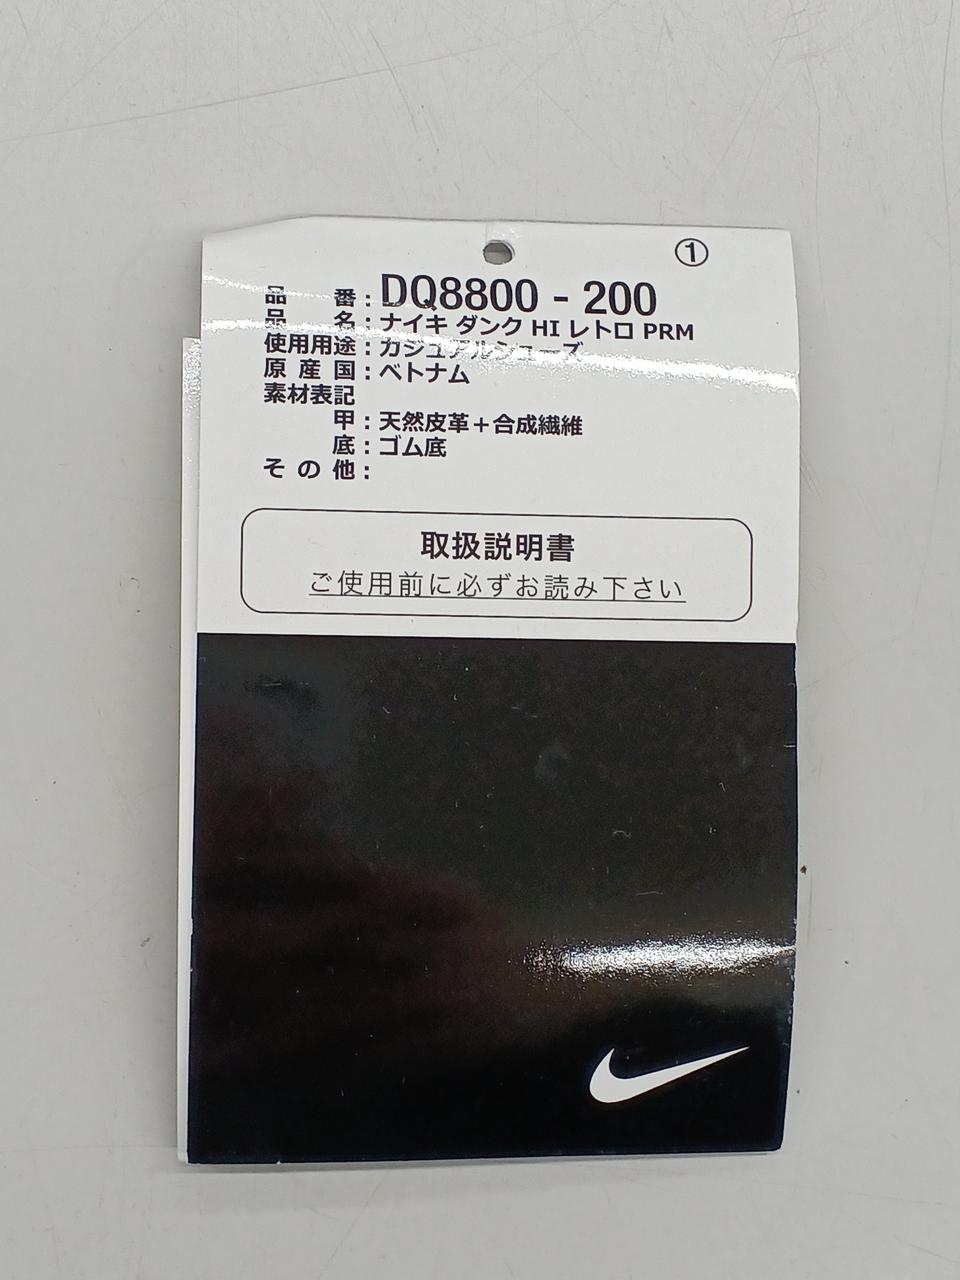 ①
品番：DQ8800 - 200
品名：ナイキ ダンク HI レトロ PRM
使用用途：カジュアルシューズ
原産国：ベトナム
素材表記
甲：天然皮革＋合成繊維
底：ゴム底
その他：
取扱説明書
ご使用前に必ずお読み下さい